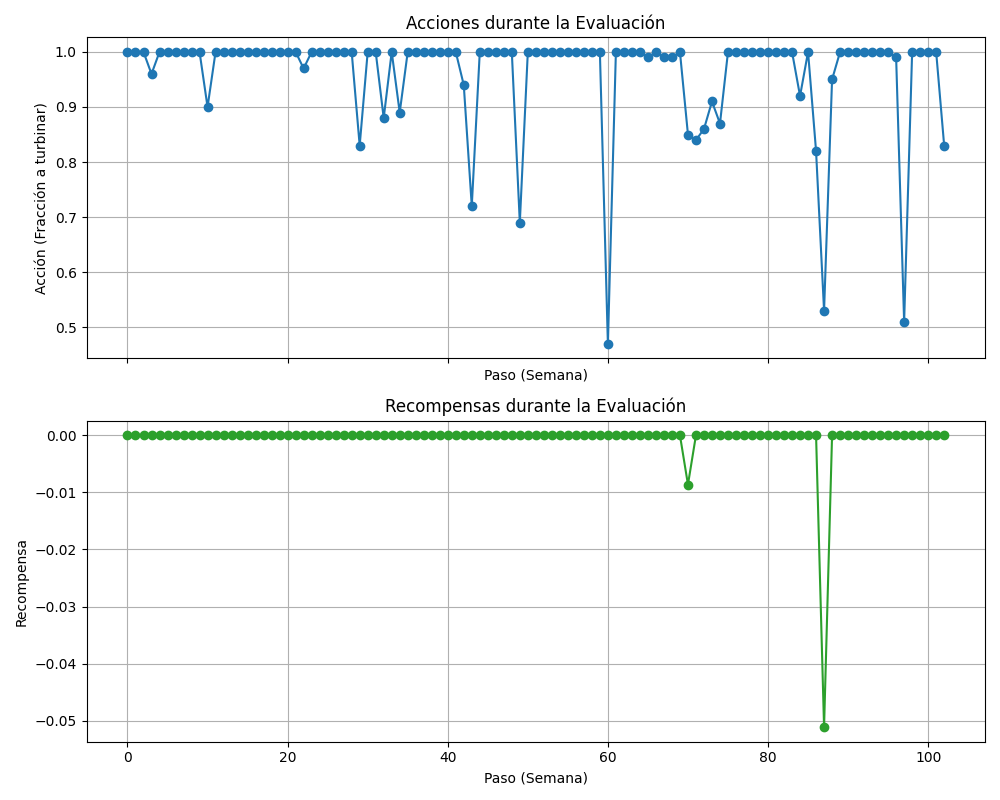 Acciones durante la Evaluación
1.0
0.9
0.8
0.7
0.6
0.5
Acción (Fracción a turbinar)
Paso (Semana)
Recompensas durante la Evaluación
0.00
−0.01
−0.02
−0.03
−0.04
−0.05
Recompensa
0 20 40 60 80 100
Paso (Semana)